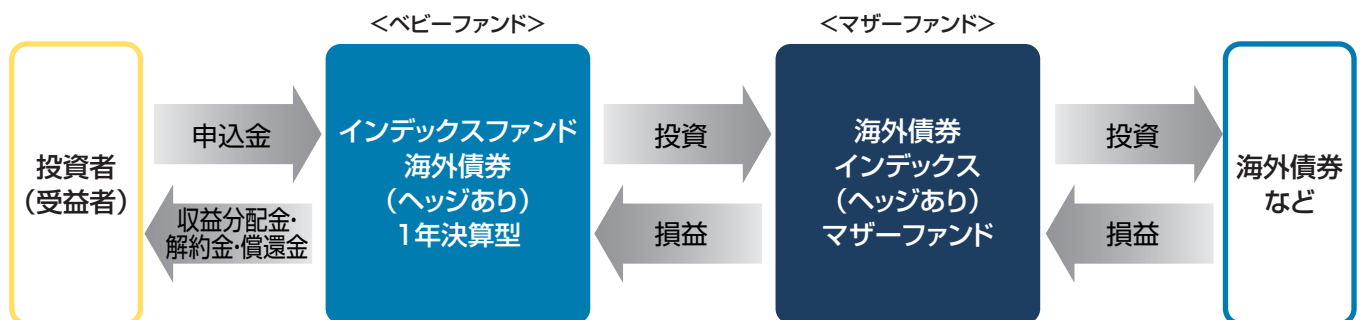 ＜ベビーファンド＞
＜マザーファンド＞
投資者
（受益者）
申込金
収益分配金・
解約金・償還金
インデックスファンド
海外債券
（ヘッジあり）
1年決算型
投資
損益
海外債券
インデックス
（ヘッジあり）
マザーファンド
投資
損益
海外債券
など